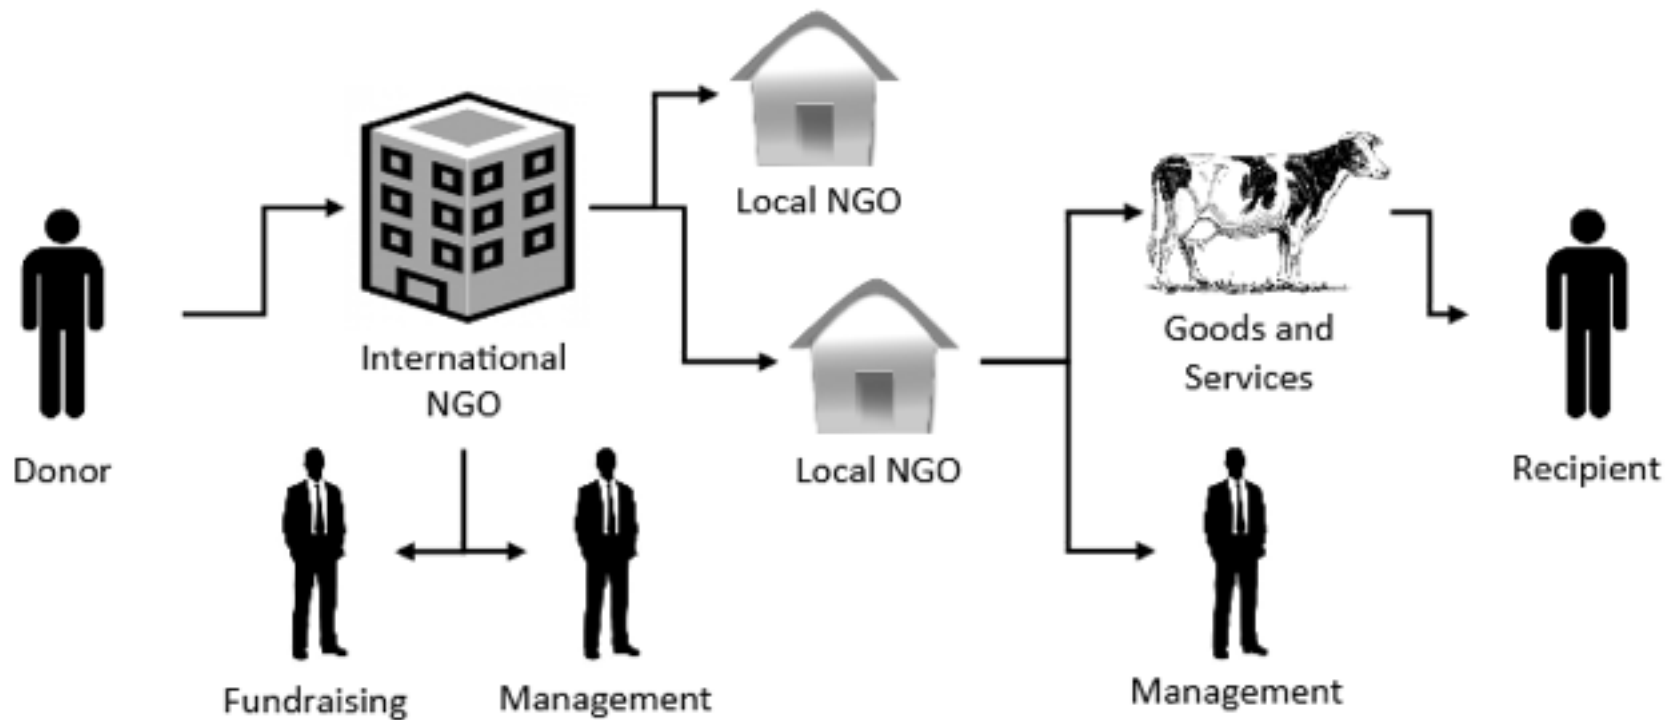 Local NGO
International
NGO
Goods and
Services
Donor
Local NGO
Recipient
Fundraising
Management
Management